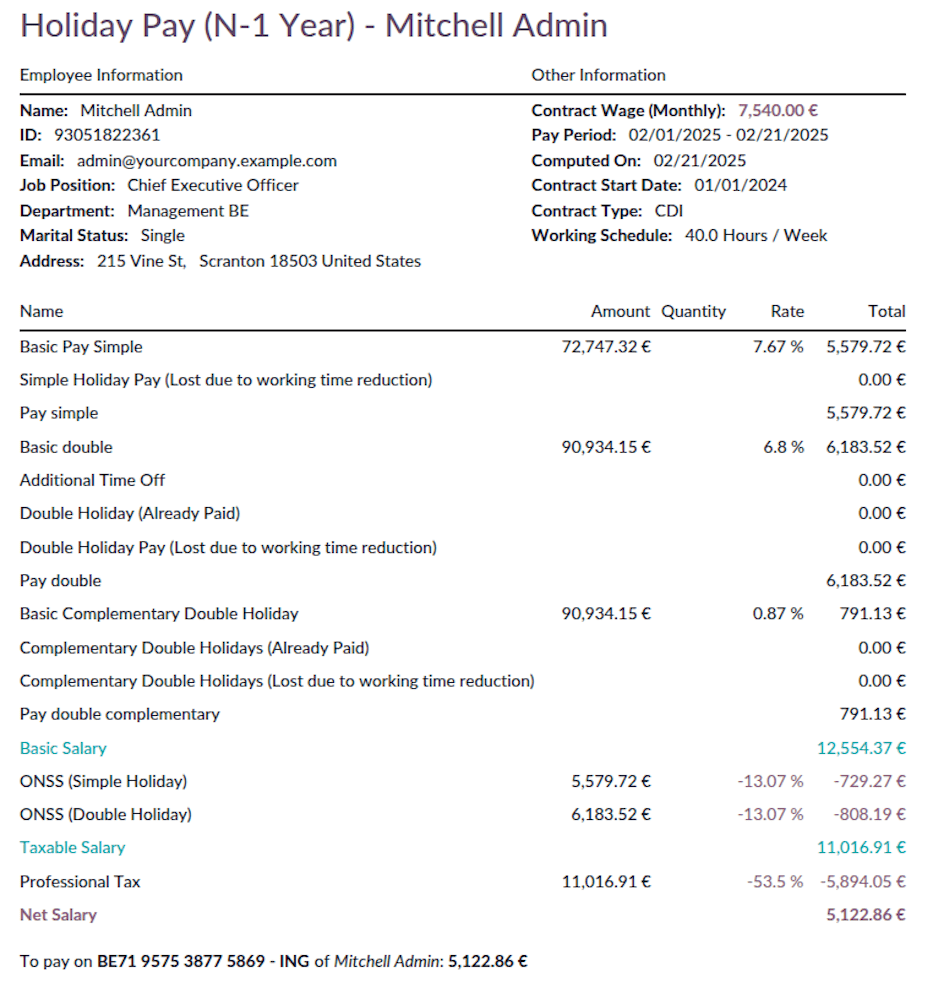 Holiday Pay (N-1 Year) - Mitchell Admin
Employee Information Other Information
Name: Mitchell Admin Contract Wage (Monthly): 7,540.00 €
ID: 93051822361 Pay Period: 02/01/2025 - 02/21/2025
Email: admin@yourcompany.example.com Computed On: 02/21/2025
Job Position: Chief Executive Officer Contract Start Date: 01/01/2024
Department: Management BE Contract Type: CDI
Marital Status: Single Working Schedule: 40.0 Hours / Week
Address: 215 Vine St, Scranton 18503 United States
Name Amount Quantity Rate Total
Basic Pay Simple 72,747.32 € 7.67 % 5,579.72 €
Simple Holiday Pay (Lost due to working time reduction) 0.00 €
Pay simple 5,579.72 €
Basic double 90,934.15 € 6.8 % 6,183.52 €
Additional Time Off 0.00 €
Double Holiday (Already Paid) 0.00 €
Double Holiday Pay (Lost due to working time reduction) 0.00 €
Pay double 6,183.52 €
Basic Complementary Double Holiday 90,934.15 € 0.87 % 791.13 €
Complementary Double Holidays (Already Paid) 0.00 €
Complementary Double Holidays (Lost due to working time reduction) 0.00 €
Pay double complementary 791.13 €
Basic Salary 12,554.37 €
ONSS (Simple Holiday) 5,579.72 € -13.07 % -729.27 €
ONSS (Double Holiday) 6,183.52 € -13.07 % -808.19 €
Taxable Salary 11,016.91 €
Professional Tax 11,016.91 € -53.5 % -5,894.05 €
Net Salary 5,122.86 €
To pay on BE71 9575 3877 5869 - ING of Mitchell Admin: 5,122.86 €